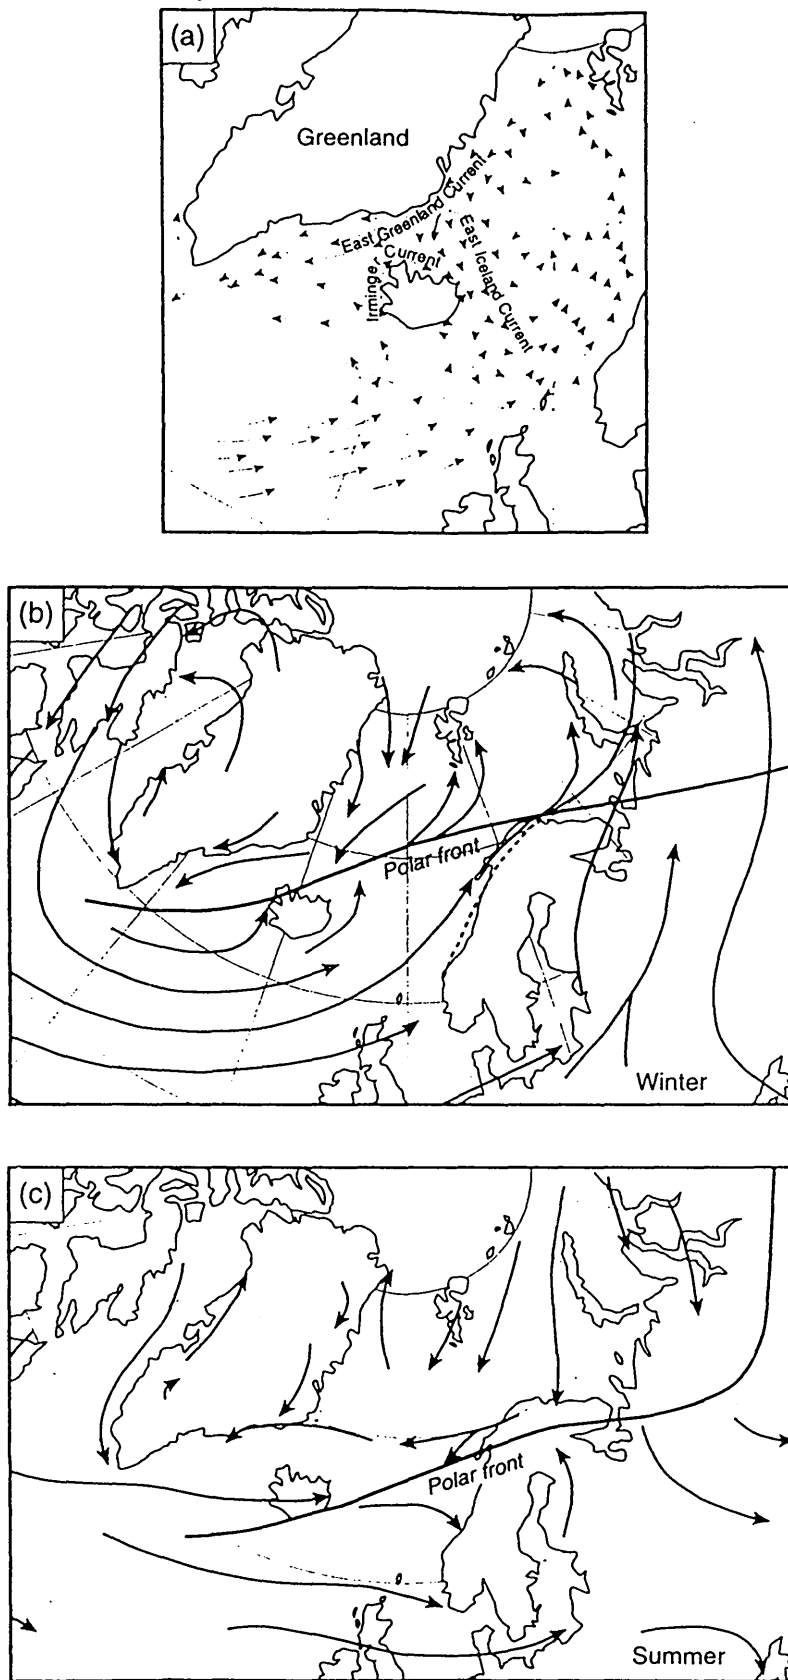 (a)
Greenland
East Greenland Current
East Iceland Current
Irminger Current
(b)
Polar front
Winter
(c)
Polar front
Summer